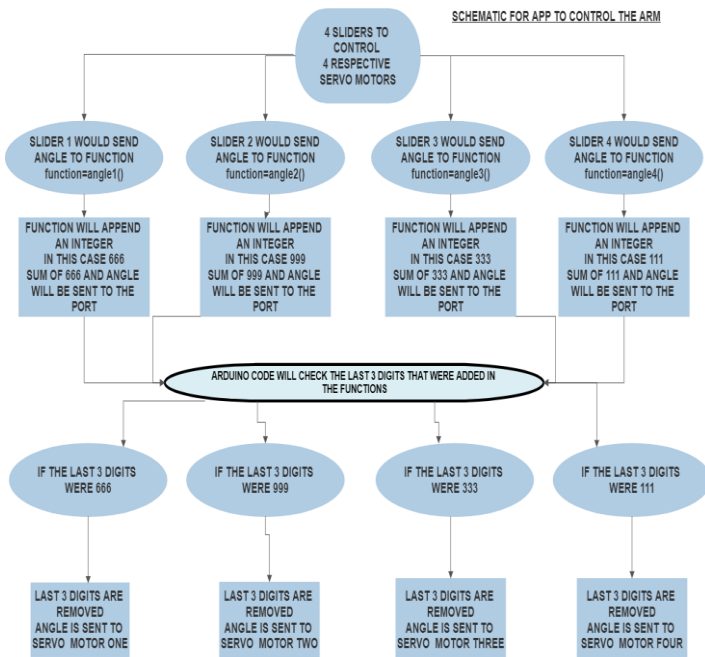 SCHEMATIC FOR APP TO CONTROL THE ARM
4 SLIDERS TO
CONTROL
4 RESPECTIVE
SERVO MOTORS
SLIDER 1 WOULD SEND
ANGLE TO FUNCTION
function=angle1()
SLIDER 2 WOULD SEND
ANGLE TO FUNCTION
function=angle2()
SLIDER 3 WOULD SEND
ANGLE TO FUNCTION
function=angle3()
SLIDER 4 WOULD SEND
ANGLE TO FUNCTION
function=angle4()
FUNCTION WILL APPEND
AN INTEGER
IN THIS CASE 666
SUM OF 666 AND ANGLE
WILL BE SENT TO THE
PORT
FUNCTION WILL APPEND
AN INTEGER
IN THIS CASE 999
SUM OF 999 AND ANGLE
WILL BE SENT TO THE
PORT
FUNCTION WILL APPEND
AN INTEGER
IN THIS CASE 333
SUM OF 333 AND ANGLE
WILL BE SENT TO THE
PORT
FUNCTION WILL APPEND
AN INTEGER
IN THIS CASE 111
SUM OF 111 AND ANGLE
WILL BE SENT TO THE
PORT
ARDUINO CODE WILL CHECK THE LAST 3 DIGITS THAT WERE ADDED IN
THE FUNCTIONS
IF THE LAST 3 DIGITS
WERE 666
IF THE LAST 3 DIGITS
WERE 999
IF THE LAST 3 DIGITS
WERE 333
IF THE LAST 3 DIGITS
WERE 111
LAST 3 DIGITS ARE
REMOVED
ANGLE IS SENT TO
SERVO MOTOR ONE
LAST 3 DIGITS ARE
REMOVED
ANGLE IS SENT TO
SERVO MOTOR TWO
LAST 3 DIGITS ARE
REMOVED
ANGLE IS SENT TO
SERVO MOTOR THREE
LAST 3 DIGITS ARE
REMOVED
ANGLE IS SENT TO
SERVO MOTOR FOUR